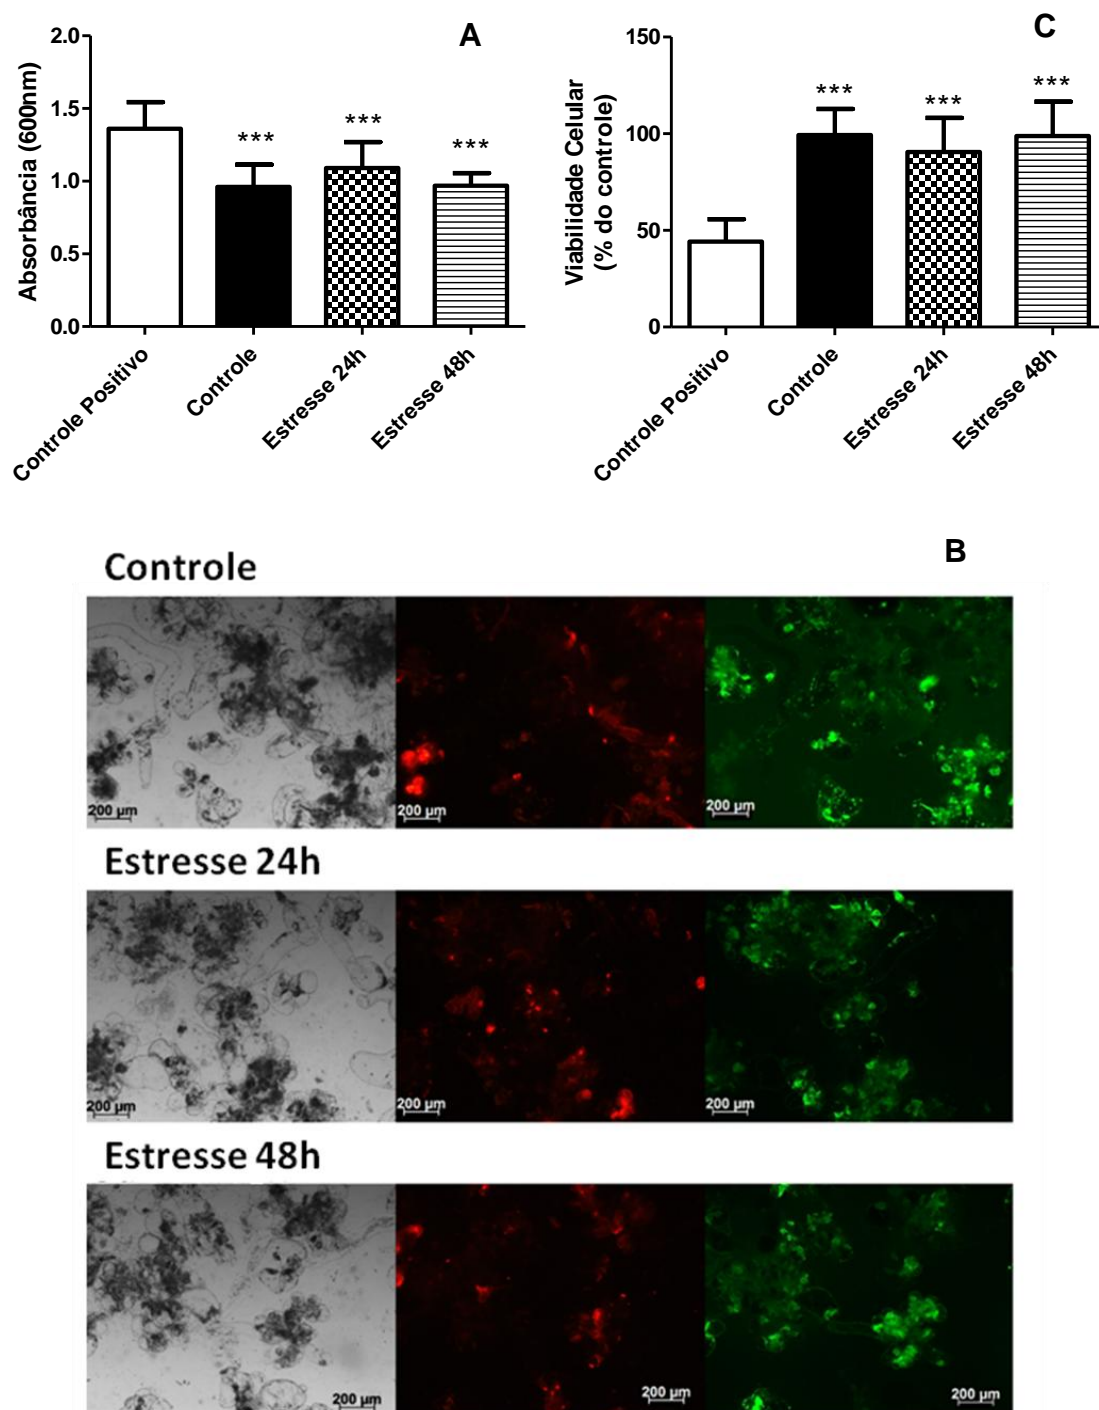 A
Absorbância (600nm)
2.0
1.5
1.0
0.5
0.0
***
***
***
Controle Positivo
Controle
Estresse 24h
Estresse 48h
C
Viabilidade Celular
(% do controle)
150
100
50
0
***
***
***
Controle Positivo
Controle
Estresse 24h
Estresse 48h
B
Controle
200 µm
200 µm
200 µm
Estresse 24h
200 µm
200 µm
200 µm
Estresse 48h
200 µm
200 µm
200 µm